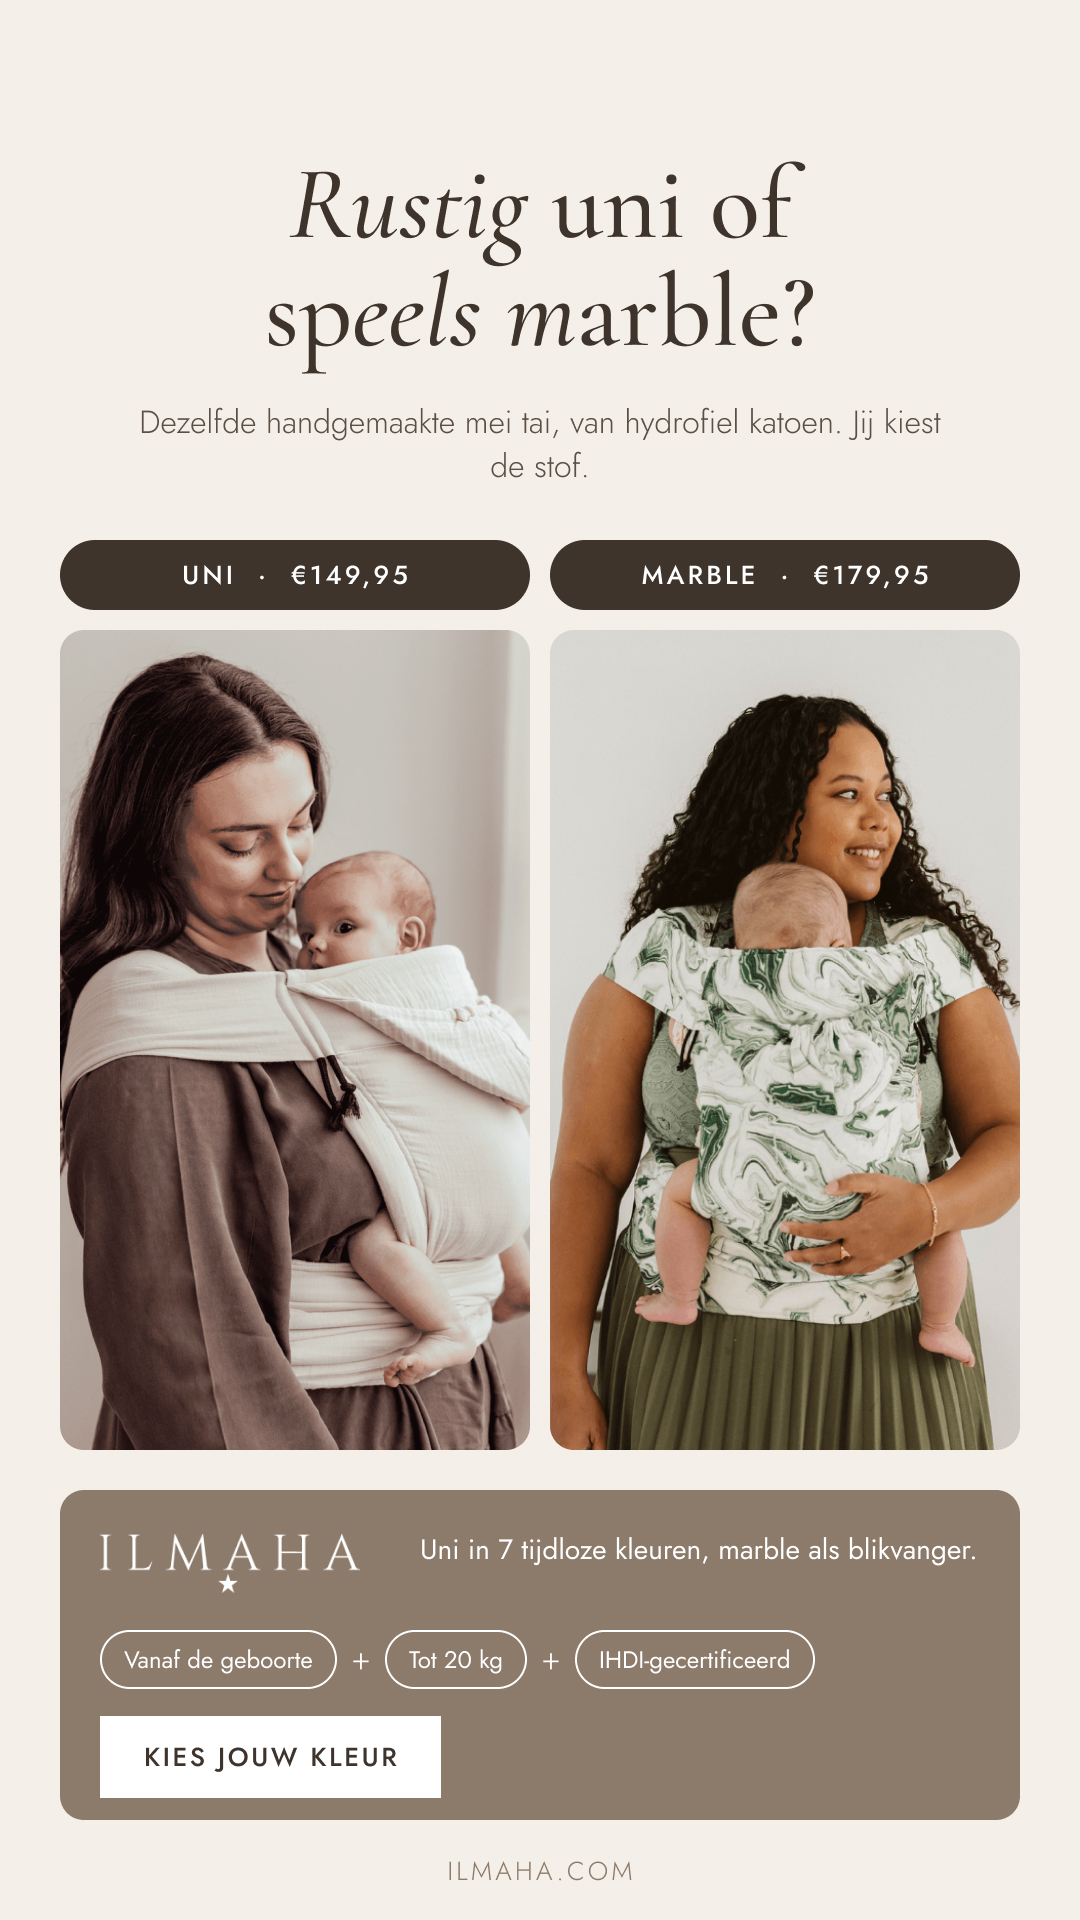 Rustig uni of
speels marble?
Dezelfde handgemaakte mei tai, van hydrofiel katoen. Jij kiest
de stof.
UNI · €149,95
MARBLE · €179,95
ILMAHA
Uni in 7 tijdloze kleuren, marble als blikvanger.
Vanaf de geboorte + Tot 20 kg + IHDI-gecertificeerd
KIES JOUW KLEUR
ILMAHA.COM